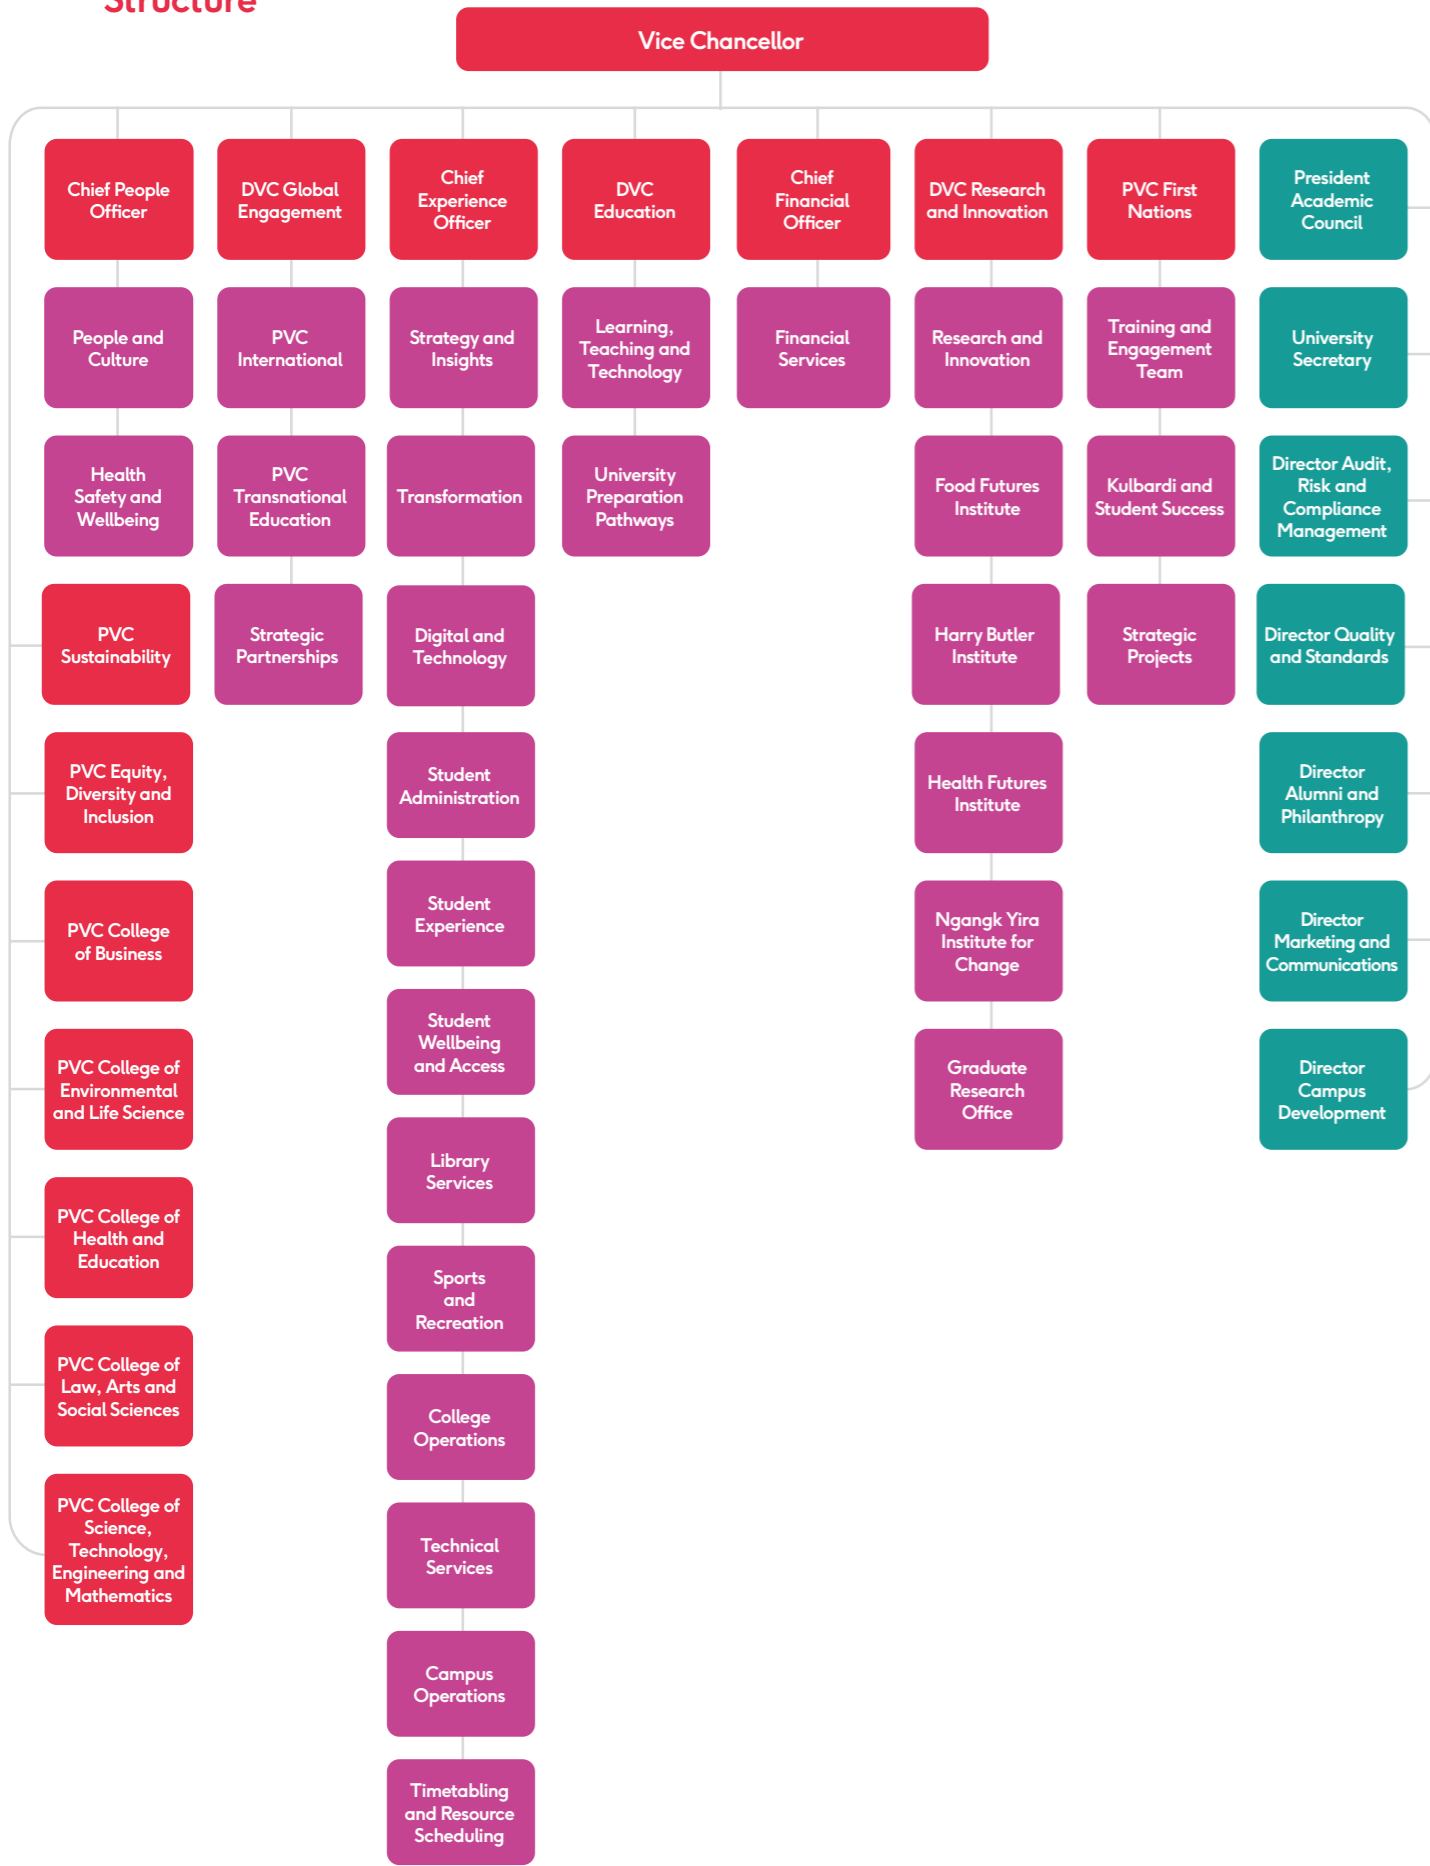 Structure
Vice Chancellor
Chief People
Officer
People and
Culture
Health
Safety and
Wellbeing
PVC
Sustainability
PVC Equity,
Diversity and
Inclusion
PVC College
of Business
PVC College of
Environmental
and Life Science
PVC College of
Health and
Education
PVC College of
Law, Arts and
Social Sciences
PVC College of
Science,
Technology,
Engineering and
Mathematics
DVC Global
Engagement
PVC
International
PVC
Transnational
Education
Strategic
Partnerships
Chief
Experience
Officer
Strategy and
Insights
Transformation
Digital and
Technology
Student
Administration
Student
Experience
Student
Wellbeing
and Access
Library
Services
Sports
and
Recreation
College
Operations
Technical
Services
Campus
Operations
Timetabling
and Resource
Scheduling
DVC
Education
Learning,
Teaching and
Technology
University
Preparation
Pathways
Chief
Financial
Officer
Financial
Services
DVC Research
and Innovation
Research and
Innovation
Food Futures
Institute
Harry Butler
Institute
Health Futures
Institute
Ngangk Yira
Institute for
Change
Graduate
Research
Office
PVC First
Nations
Training and
Engagement
Team
Kulbardi and
Student Success
Strategic
Projects
President
Academic
Council
University
Secretary
Director Audit,
Risk and
Compliance
Management
Director Quality
and Standards
Director
Alumni and
Philanthropy
Director
Marketing and
Communications
Director
Campus
Development